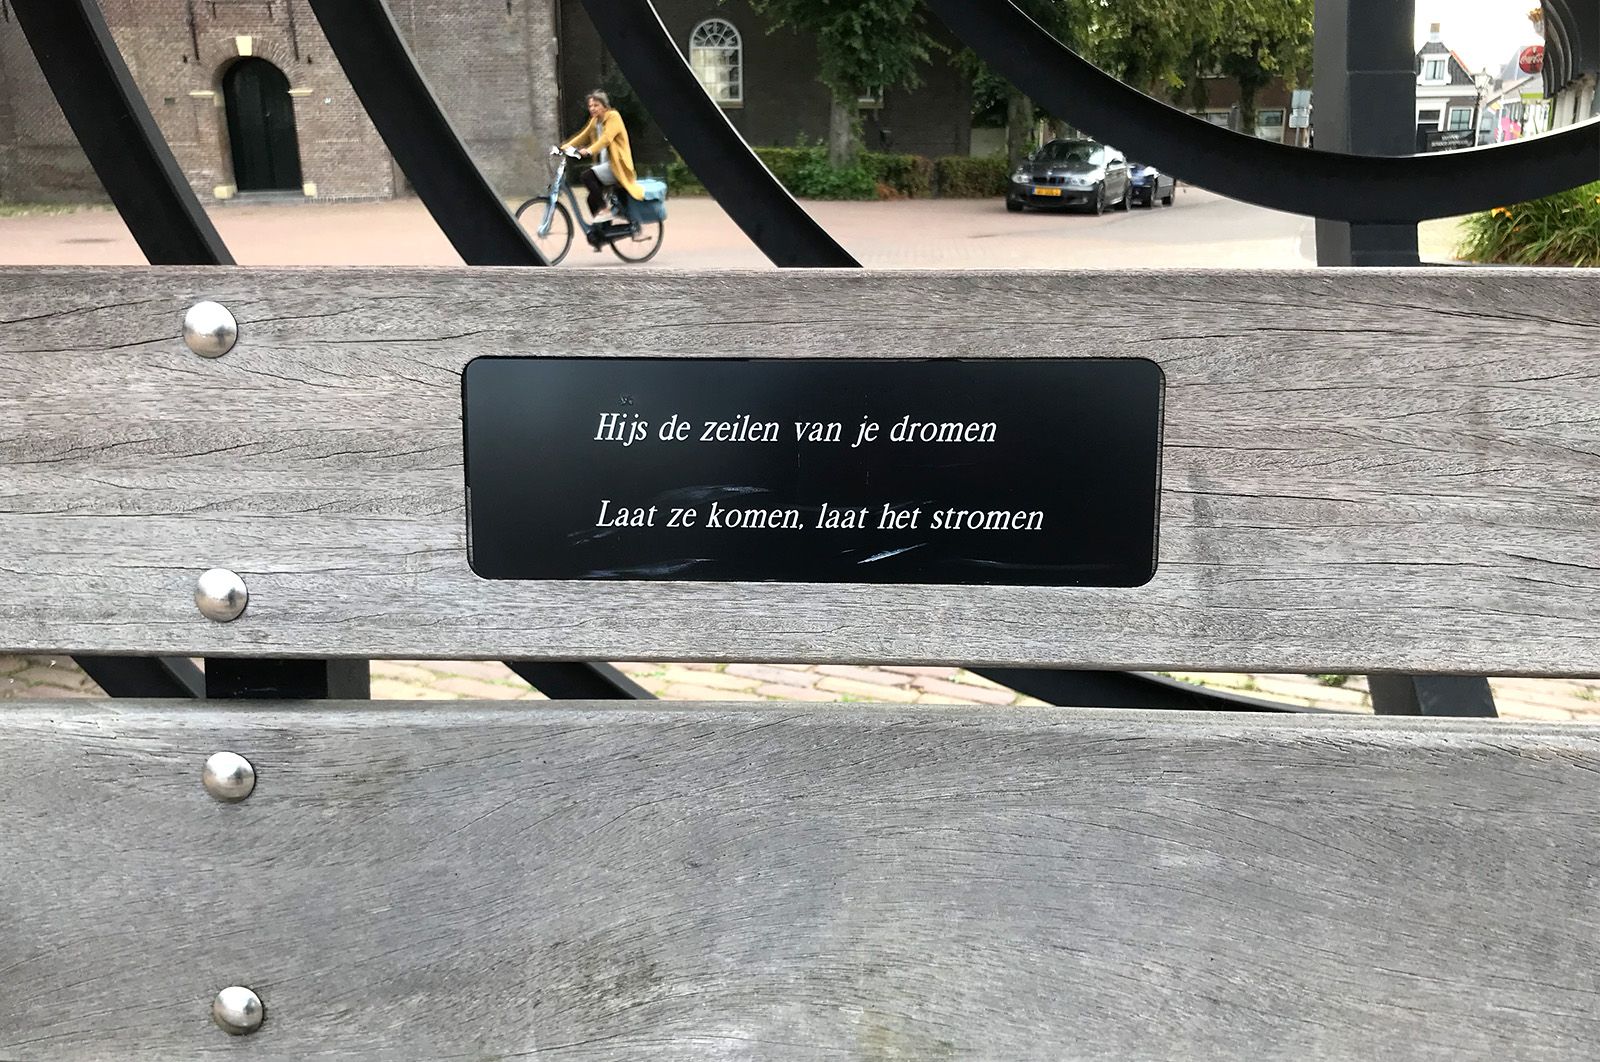 Hijs de zeilen van je dromen
Laat ze komen, laat het stromen